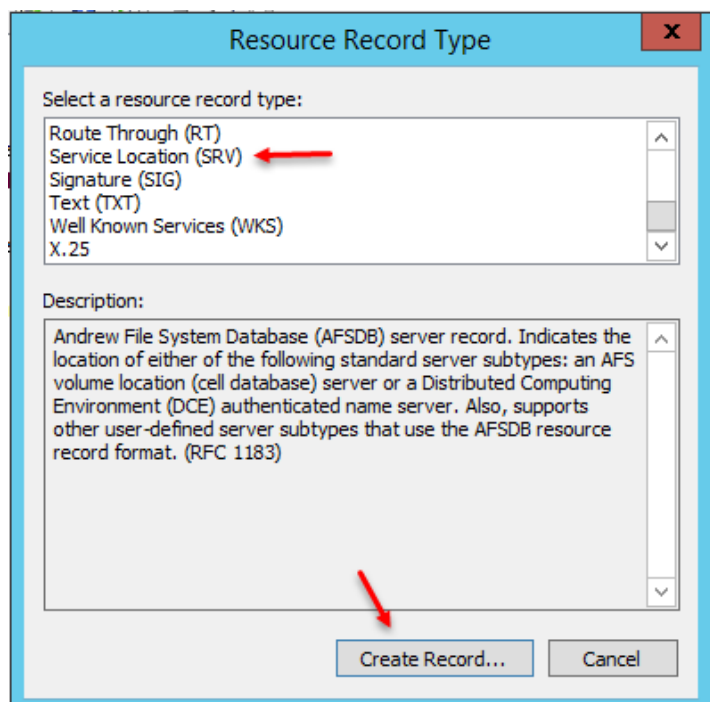 Resource Record Type
x
Select a resource record type:
Route Through (RT)
Service Location (SRV)
Signature (SIG)
Text (TXT)
Well Known Services (WKS)
X.25
Description:
Andrew File System Database (AFSDB) server record. Indicates the
location of either of the following standard server subtypes: an AFS
volume location (cell database) server or a Distributed Computing
Environment (DCE) authenticated name server. Also, supports
other user-defined server subtypes that use the AFSDB resource
record format. (RFC 1183)
Create Record...
Cancel